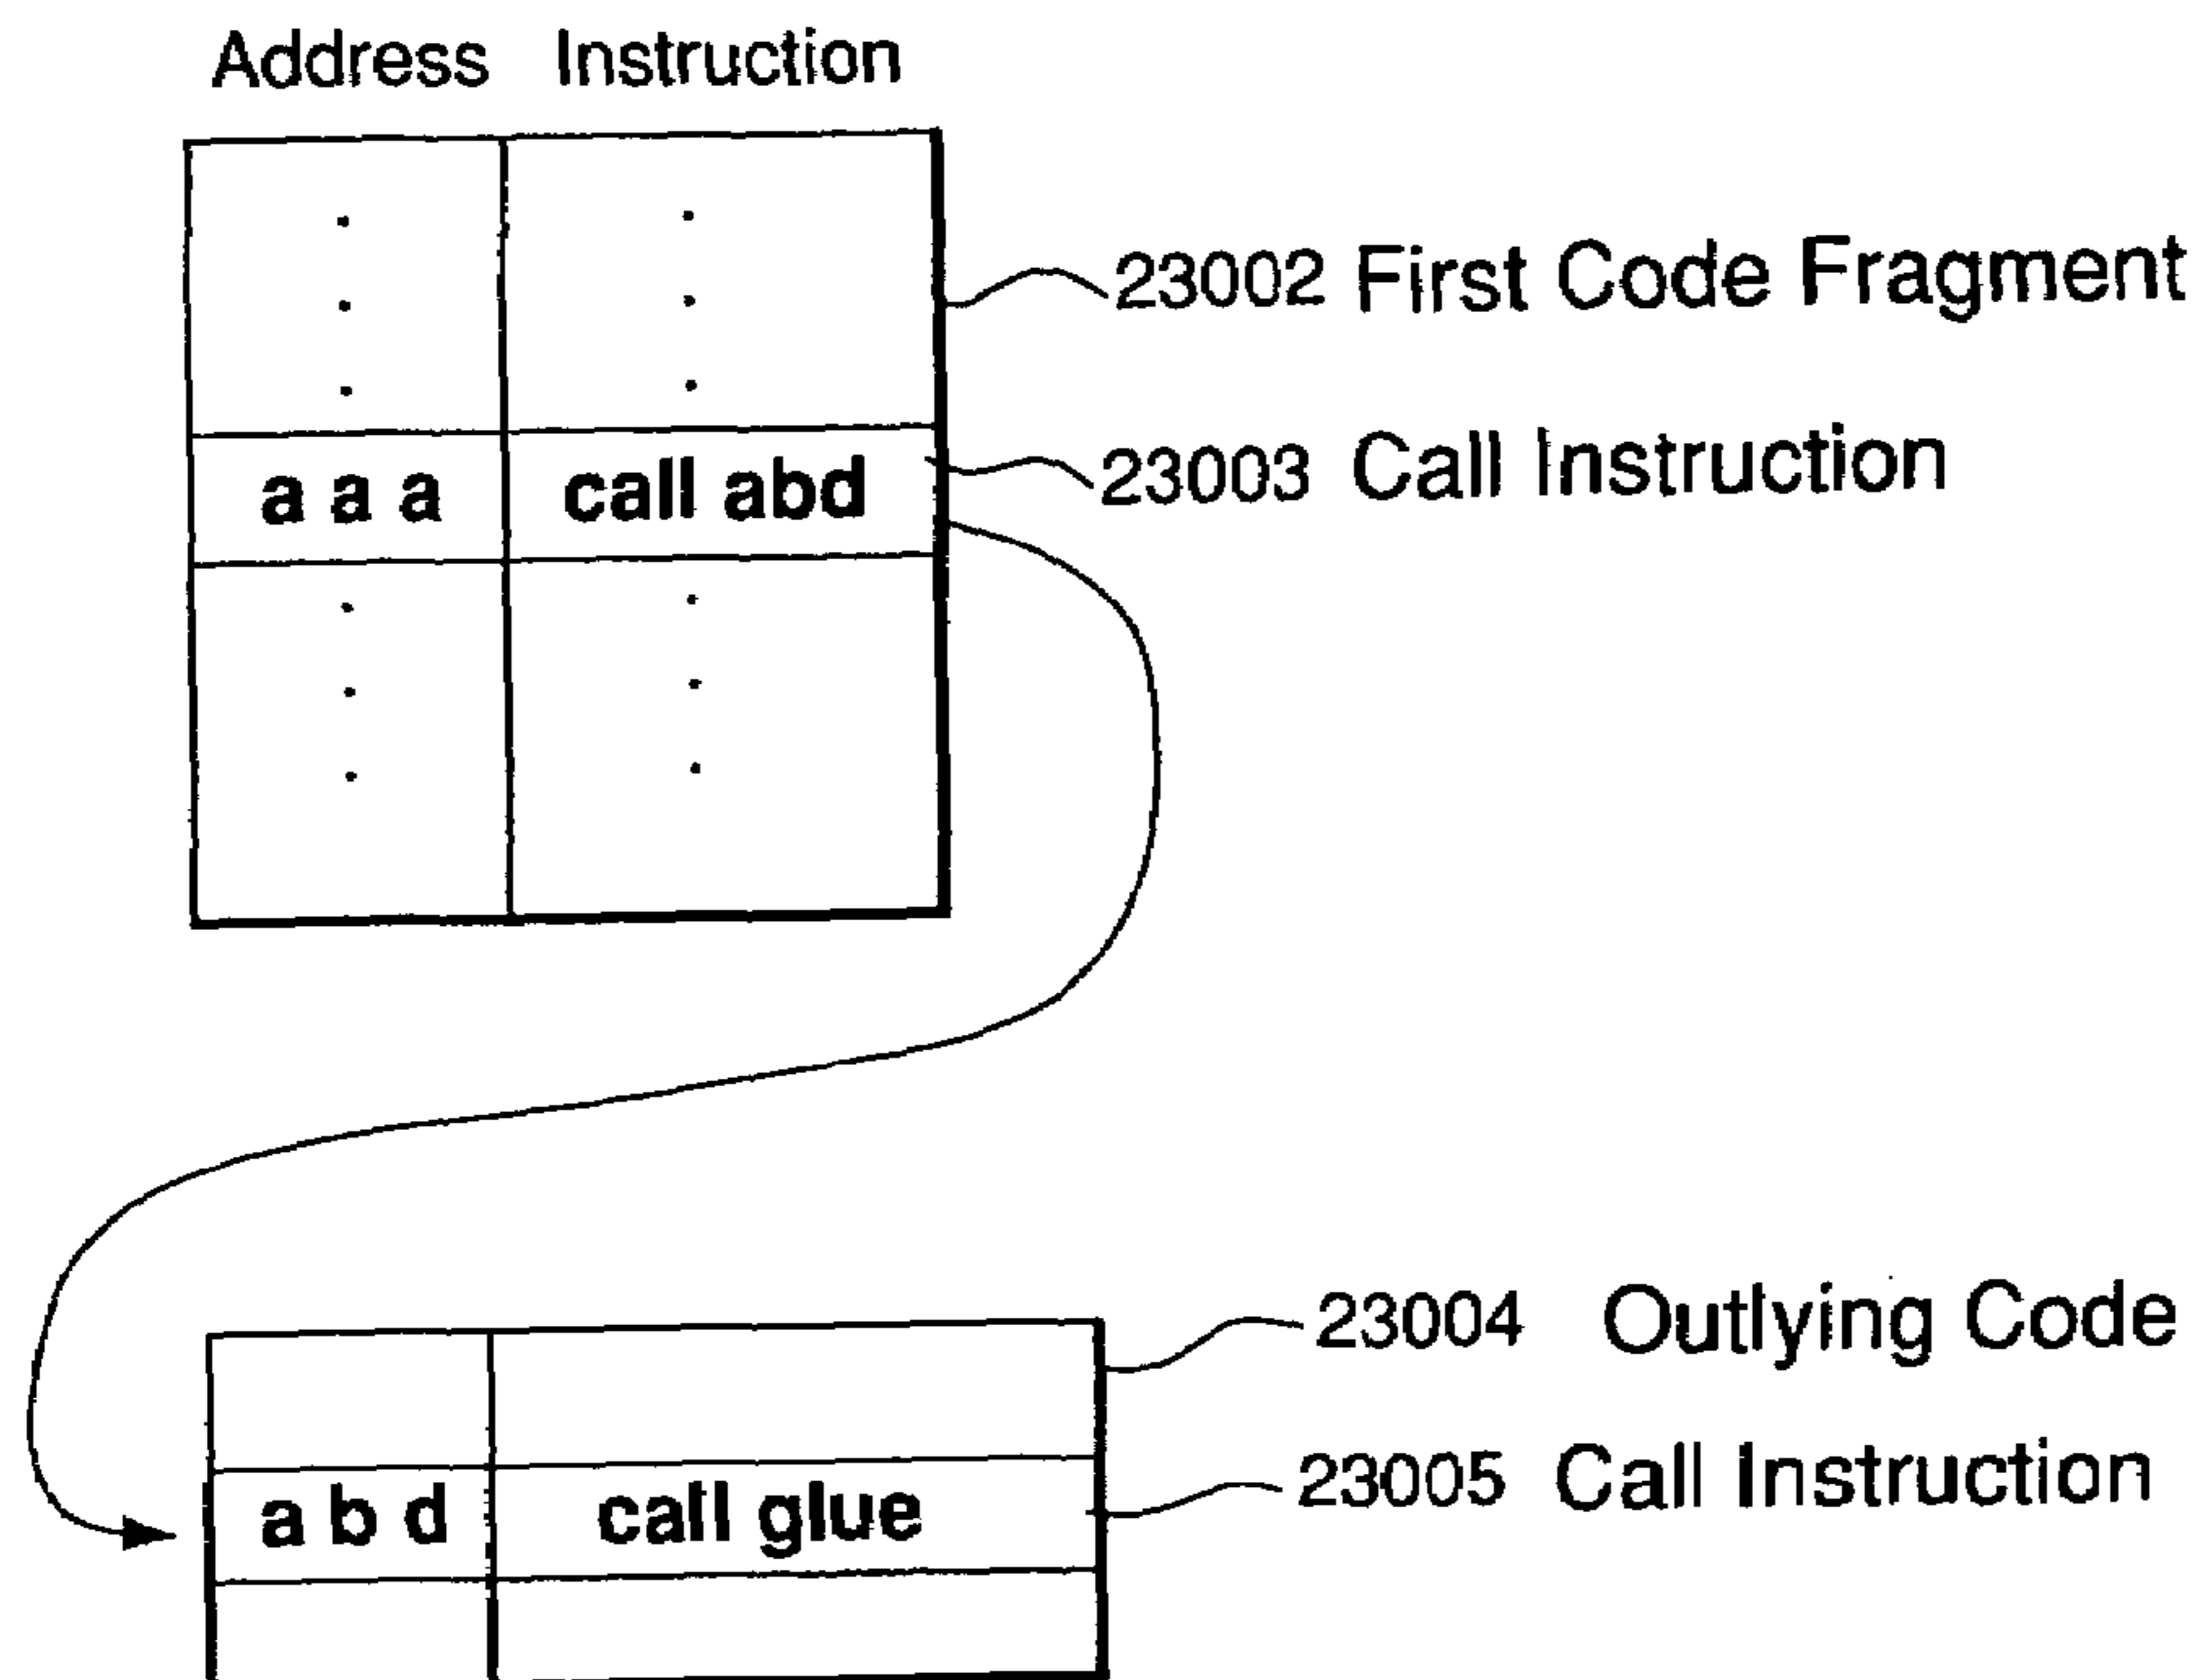 Address Instruction
23002 First Code Fragment
a a a call abd 23003 Call Instruction
23004 Outlying Code
a b d call glue 23005 Call Instruction